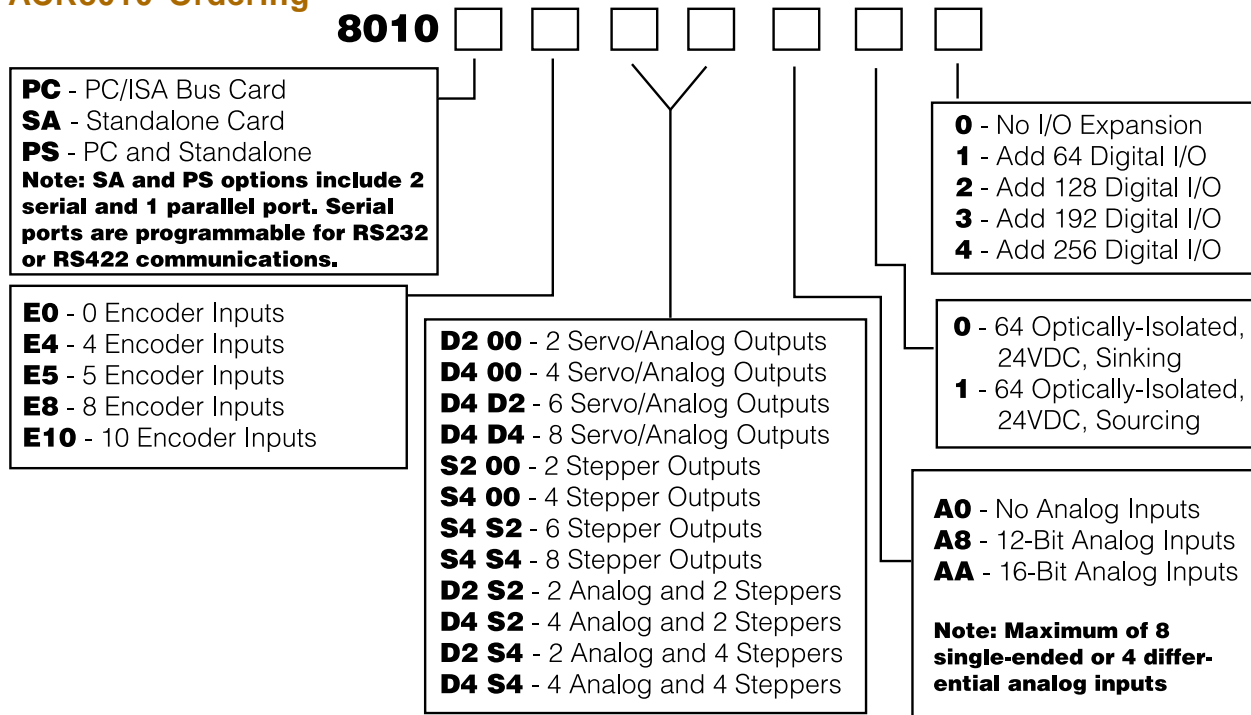 8010
PC - PC/ISA Bus Card
SA - Standalone Card
PS - PC and Standalone
Note: SA and PS options include 2
serial and 1 parallel port. Serial
ports are programmable for RS232
or RS422 communications.
E0 - 0 Encoder Inputs
E4 - 4 Encoder Inputs
E5 - 5 Encoder Inputs
E8 - 8 Encoder Inputs
E10 - 10 Encoder Inputs
D2 00 - 2 Servo/Analog Outputs
D4 00 - 4 Servo/Analog Outputs
D4 D2 - 6 Servo/Analog Outputs
D4 D4 - 8 Servo/Analog Outputs
S2 00 - 2 Stepper Outputs
S4 00 - 4 Stepper Outputs
S4 S2 - 6 Stepper Outputs
S4 S4 - 8 Stepper Outputs
D2 S2 - 2 Analog and 2 Steppers
D4 S2 - 4 Analog and 2 Steppers
D2 S4 - 2 Analog and 4 Steppers
D4 S4 - 4 Analog and 4 Steppers
0 - No I/O Expansion
1 - Add 64 Digital I/O
2 - Add 128 Digital I/O
3 - Add 192 Digital I/O
4 - Add 256 Digital I/O
0 - 64 Optically-Isolated,
24VDC, Sinking
1 - 64 Optically-Isolated,
24VDC, Sourcing
A0 - No Analog Inputs
A8 - 12-Bit Analog Inputs
AA - 16-Bit Analog Inputs
Note: Maximum of 8
single-ended or 4 differ-
ential analog inputs